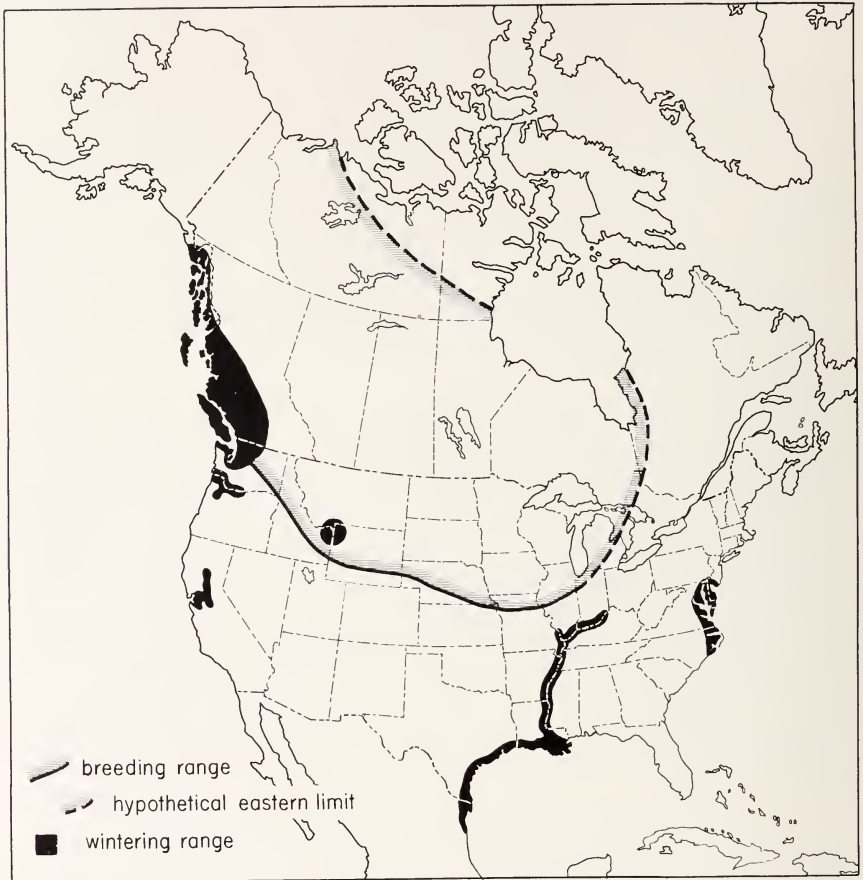 breeding range
hypothetical eastern limit
wintering range